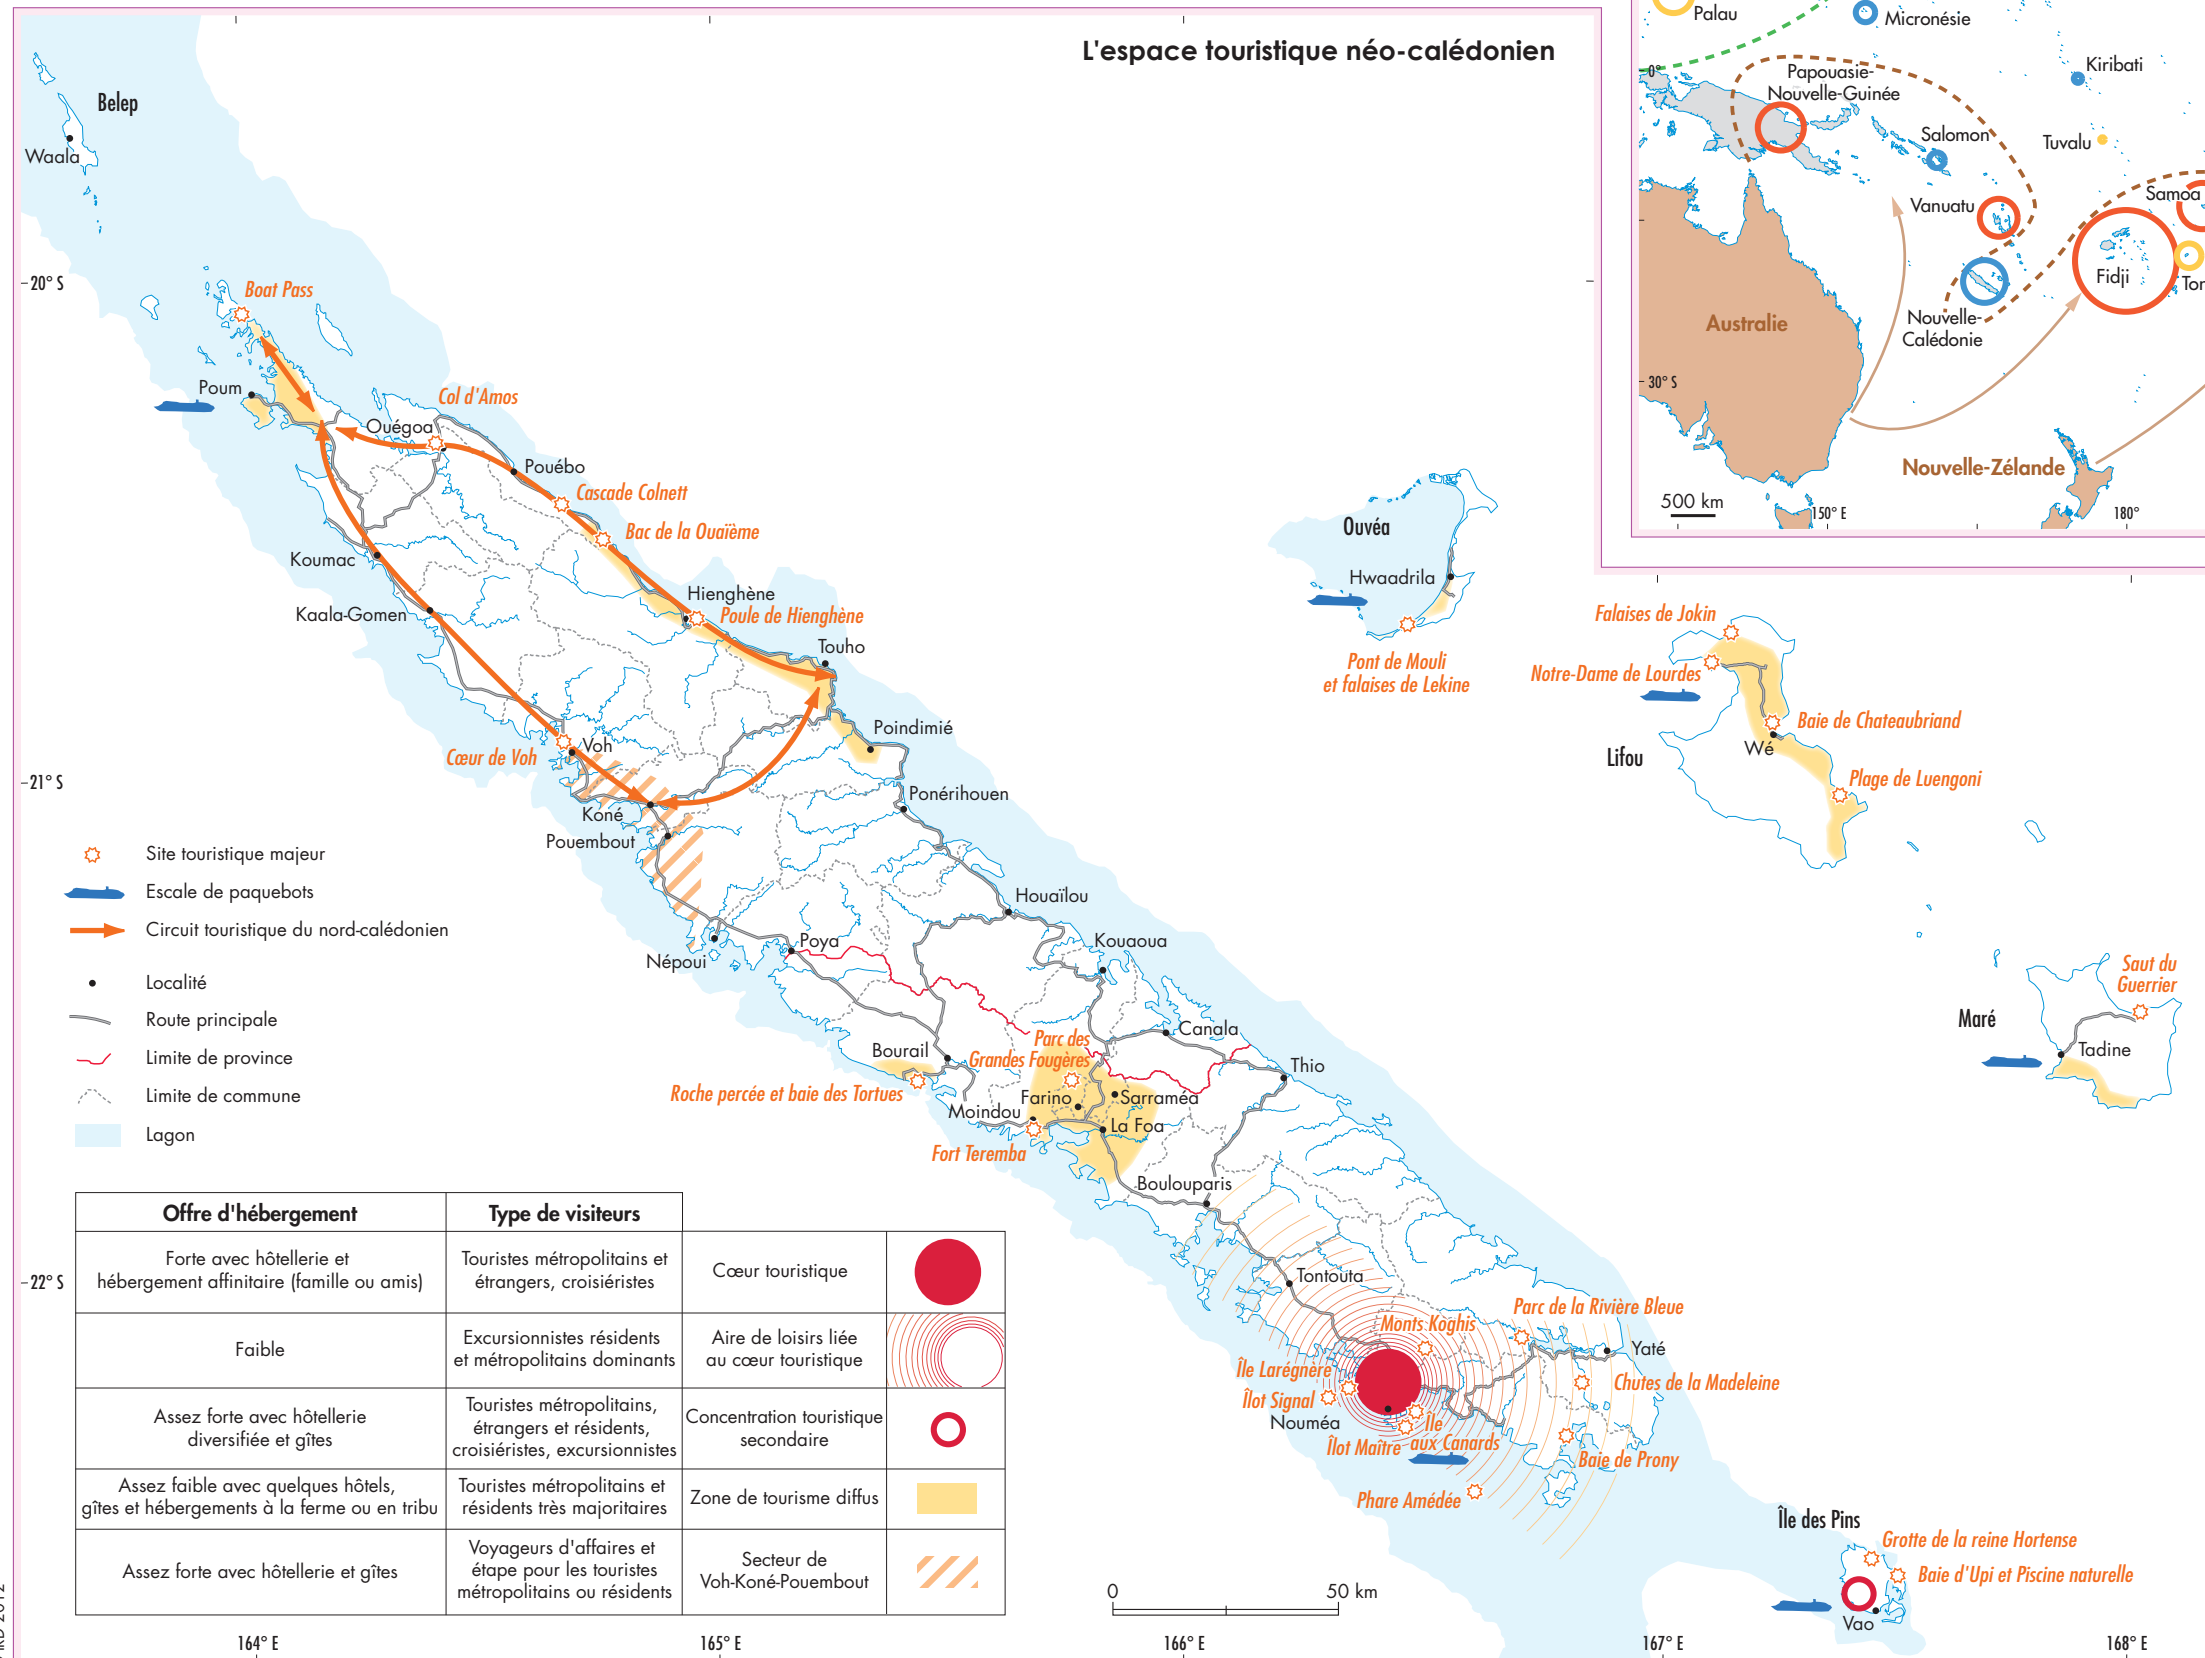 L'espace touristique néo-calédonien
Belep
Waala
20° S
Boat Pass
Poum
Col d'Amos
Ouégoa
Pouébo
Cascade Colnett
Bac de la Ouaïème
Koumac
Hienghène
Poule de Hienghène
Kaala-Gomen
Touho
Poindimié
Voh
Cœur de Voh
21° S
Koné
Ponérihouen
Pouembout
Houaïlou
Kouaoua
Poya
Népoui
Canala
Parc des
Grandes Fougères
Bourail
Thio
Roche percée et baie des Tortues
Farino
Sarraméa
Moindou
La Foa
Fort Teremba
Boulouparis
22° S
Tontouta
Parc de la Rivière Bleue
Monts Koghis
Yaté
Île Larégnère
Chutes de la Madeleine
Îlot Signal
Nouméa
Île
aux Canards
Îlot Maître
Baie de Prony
Phare Amédée
Île des Pins
Grotte de la reine Hortense
Baie d'Upi et Piscine naturelle
Vao
Ouvéa
Hwaadrila
Pont de Mouli
et falaises de Lekine
Falaises de Jokin
Notre-Dame de Lourdes
Baie de Chateaubriand
Wé
Lifou
Plage de Luengoni
Saut du
Guerrier
Maré
Tadine
Site touristique majeur
Escale de paquebots
Circuit touristique du nord-calédonien
Localité
Route principale
Limite de province
Limite de commune
Lagon
Offre d'hébergement
Type de visiteurs
Forte avec hôtellerie et
hébergement affinitaire (famille ou amis)
Touristes métropolitains et
étrangers, croisiéristes
Cœur touristique
Faible
Excursionnistes résidents
et métropolitains dominants
Aire de loisirs liée
au cœur touristique
Assez forte avec hôtellerie
diversifiée et gîtes
Touristes métropolitains,
étrangers et résidents,
croisiéristes, excursionnistes
Concentration touristique
secondaire
Assez faible avec quelques hôtels,
gîtes et hébergements à la ferme ou en tribu
Touristes métropolitains et
résidents très majoritaires
Zone de tourisme diffus
Assez forte avec hôtellerie et gîtes
Voyageurs d'affaires et
étape pour les touristes
métropolitains ou résidents
Secteur de
Voh-Koné-Pouembout
0 50 km
164° E
165° E
166° E
167° E
168° E
Palau
Micronésie
0°
Papouasie-
Nouvelle-Guinée
Kiribati
Salomon
Tuvalu
Samoa
Vanuatu
Fidji
Ton
Nouvelle-
Calédonie
Australie
30° S
Nouvelle-Zélande
500 km
150° E
180°